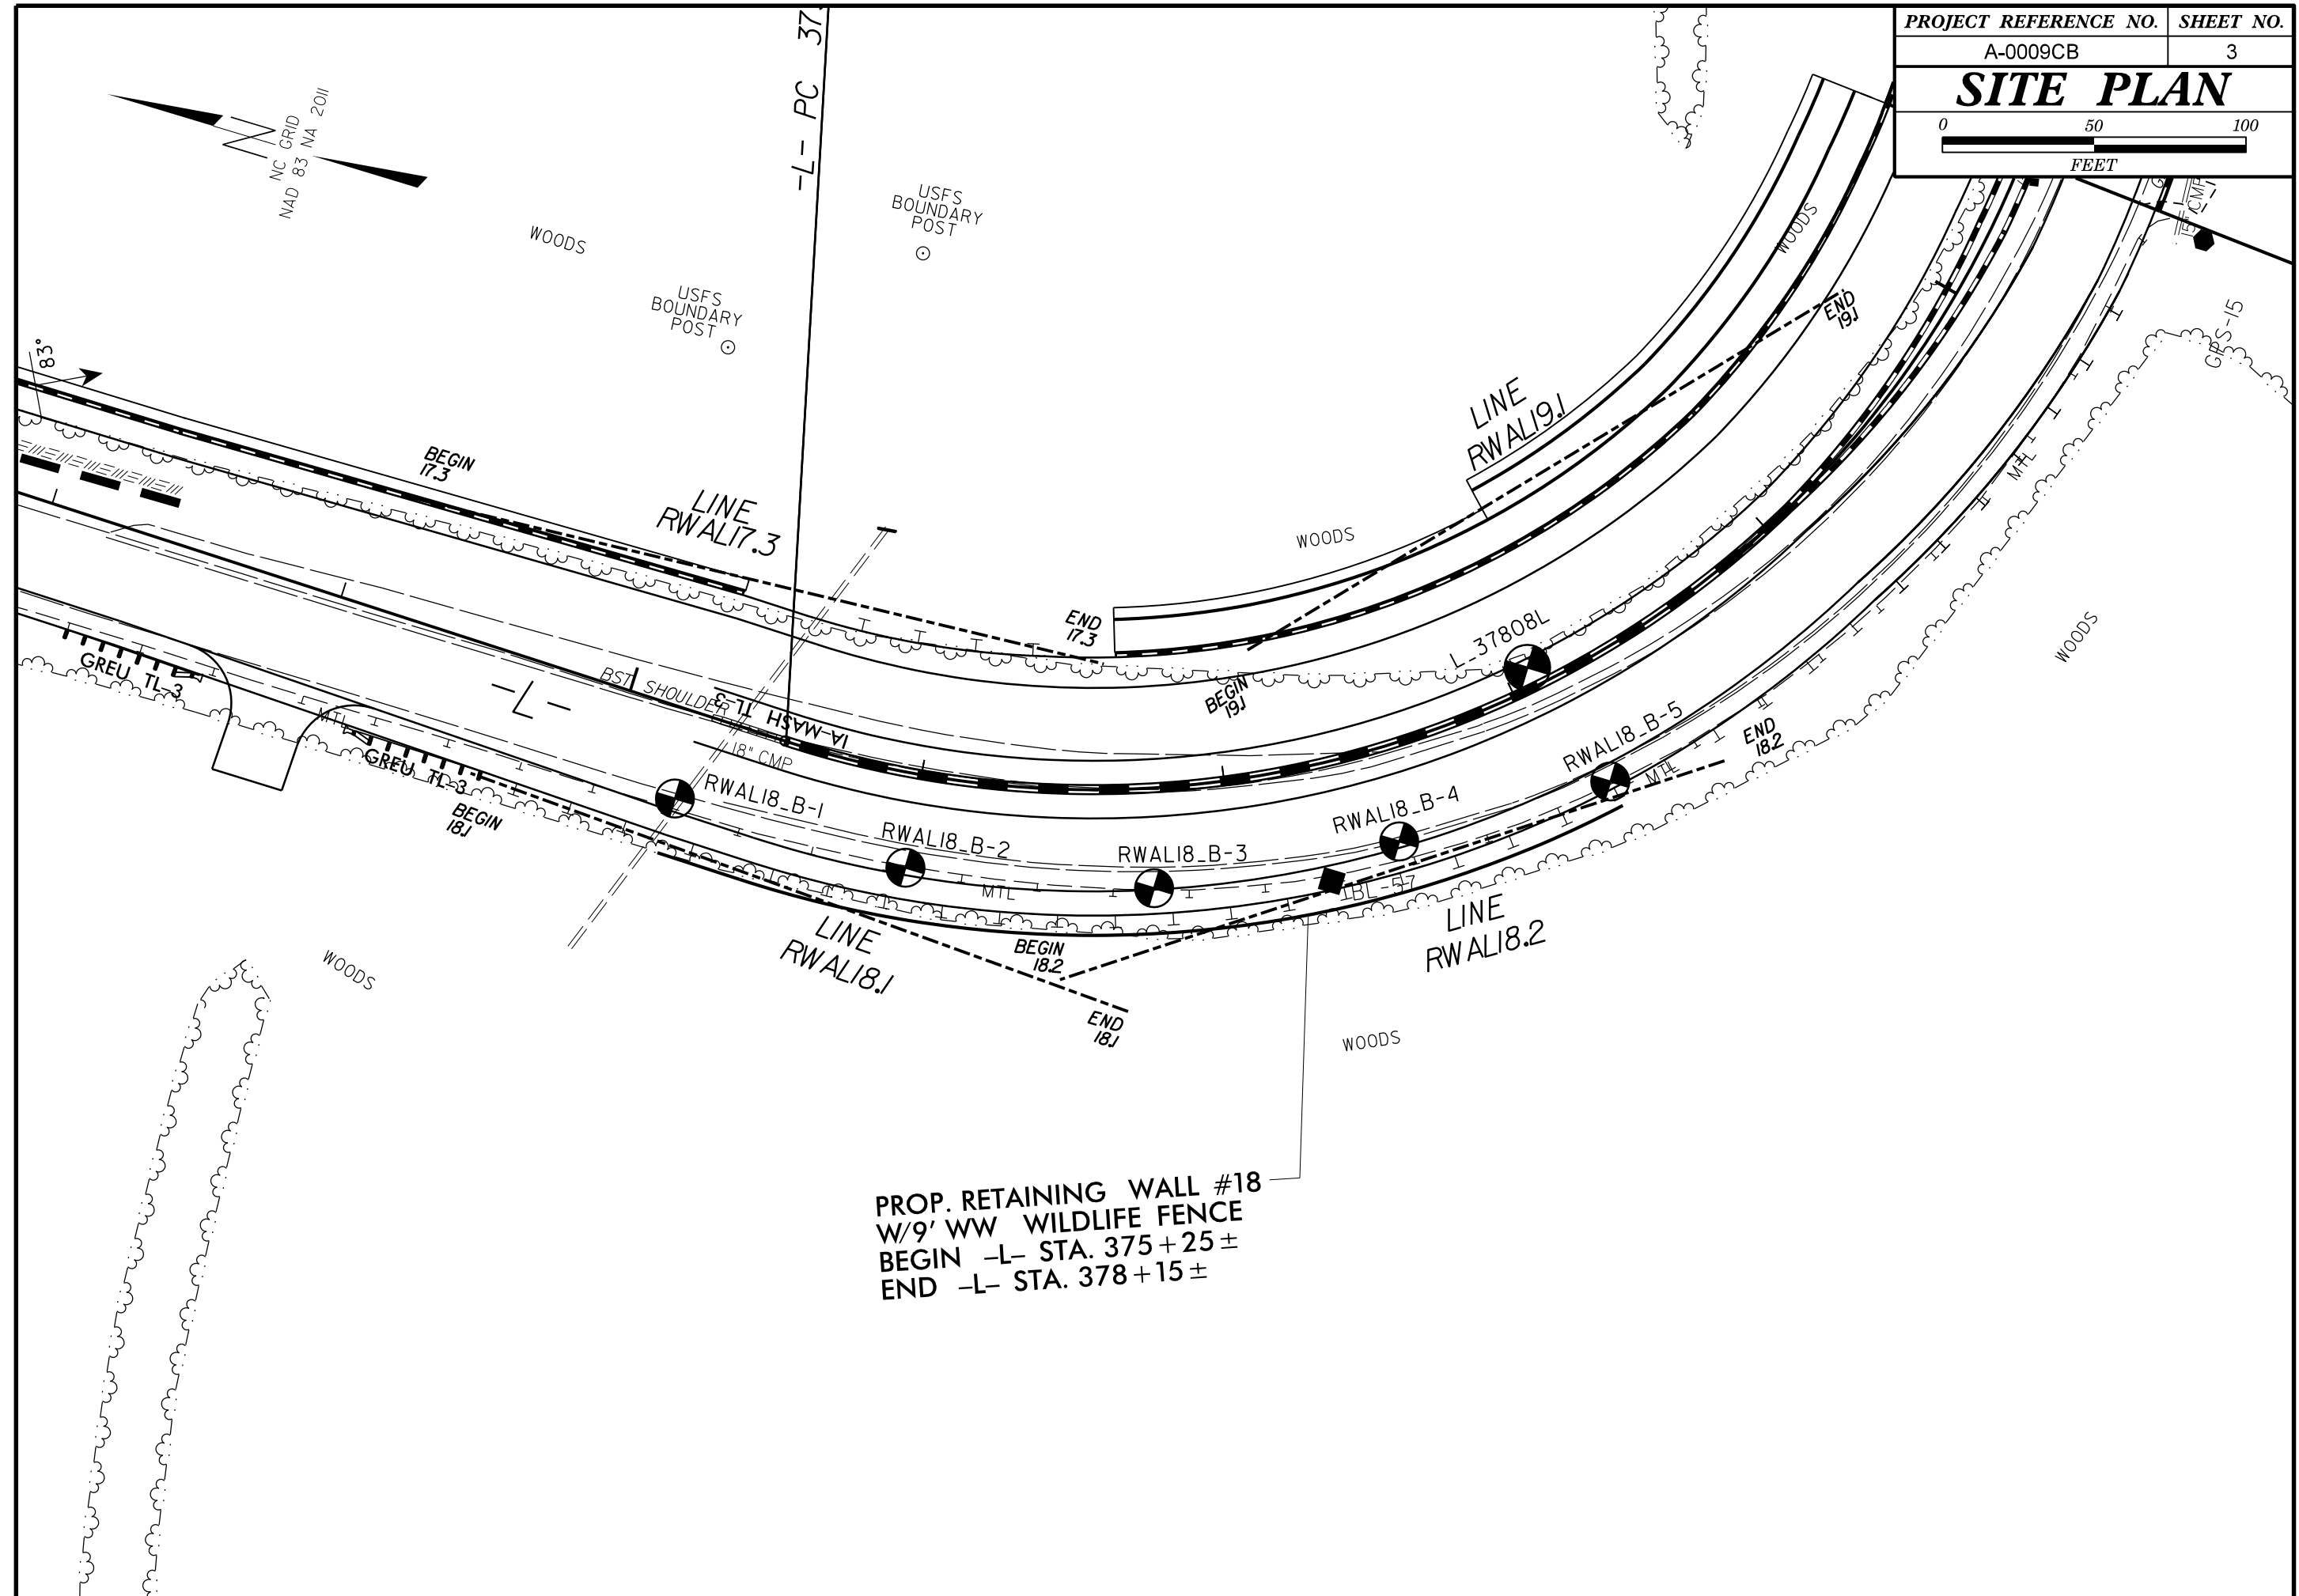 PROJECT REFERENCE NO. SHEET NO.
A-0009CB 3
SITE PLAN
0 50 100
FEET
NC GRID
NAD 83 NA 2011
-L- PC 37
WOODS
USFS
BOUNDARY
POST
USFS
BOUNDARY
POST
WOODS
15" CMP
GPS-15
83°
BEGIN
17.3
LINE
RWAL17.3
END
17.3
LINE
RWAL19.1
END
19.1
BEGIN
19.1
WOODS
MTL
WOODS
L_37808L
GREU TL-3
MTL
GREU TL-3
-L-
BST SHOULDER
IA-MASH TL-3
18" CMP
BEGIN
18.1
RWAL18_B-1
RWAL18_B-2
RWAL18_B-3
RWAL18_B-4
RWAL18_B-5
MTL
MTL
BL-57
END
18.2
LINE
RWAL18.1
BEGIN
18.2
LINE
RWAL18.2
END
18.1
WOODS
WOODS
PROP. RETAINING WALL #18
W/9' WW WILDLIFE FENCE
BEGIN -L- STA. 375+25±
END -L- STA. 378+15±